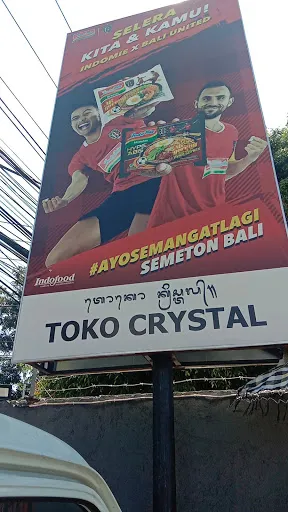 SELERA
KITA & KAMU!
INDOMIE X BALI UNITED
#AYOSEMANGATLAGI
SEMETON BALI
Indofood
TOKO CRYSTAL